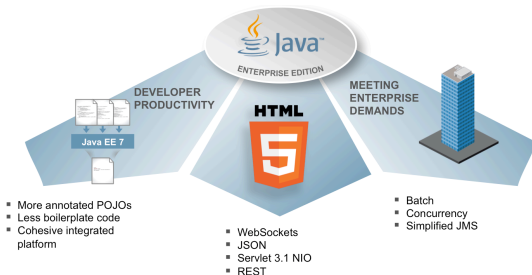 Java™
ENTERPRISE EDITION
DEVELOPER
PRODUCTIVITY
Java EE 7
▪ More annotated POJOs
▪ Less boilerplate code
▪ Cohesive integrated
platform
HTML
5
▪ WebSockets
▪ JSON
▪ Servlet 3.1 NIO
▪ REST
MEETING
ENTERPRISE
DEMANDS
▪ Batch
▪ Concurrency
▪ Simplified JMS